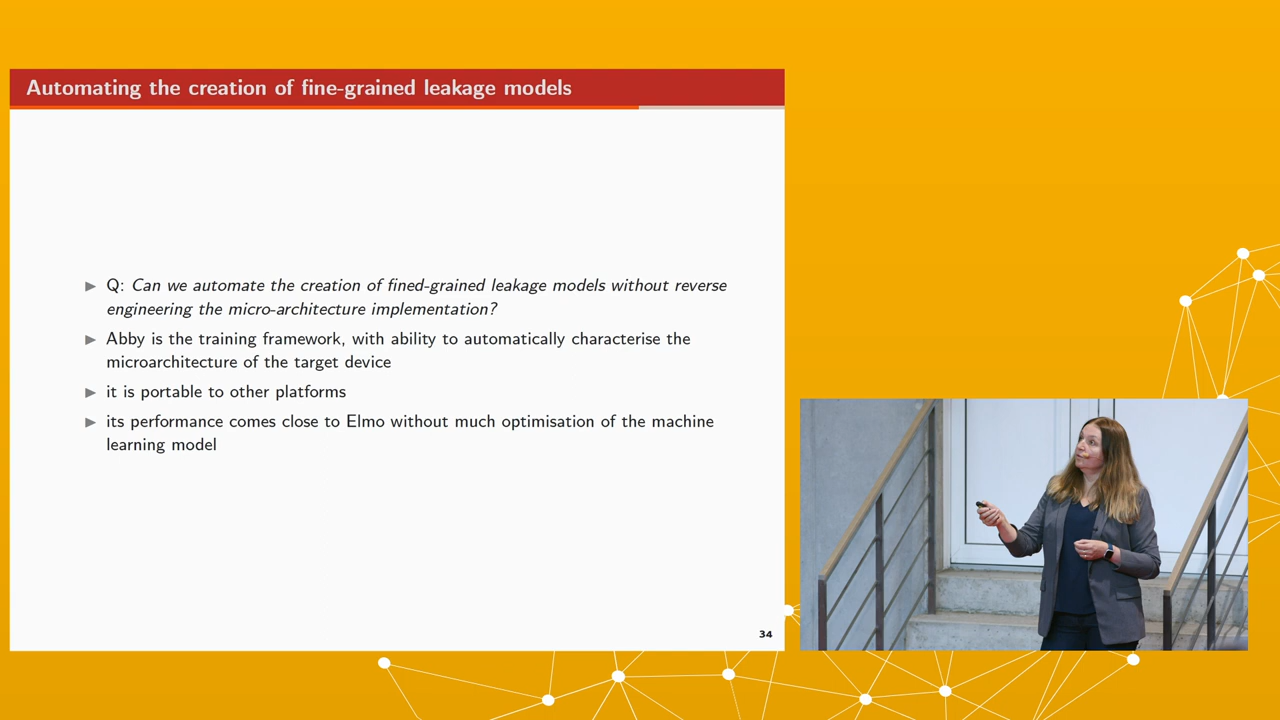 Automating the creation of fine-grained leakage models
▶ Q: Can we automate the creation of fined-grained leakage models without reverse
engineering the micro-architecture implementation?
▶ Abby is the training framework, with ability to automatically characterise the
microarchitecture of the target device
▶ it is portable to other platforms
▶ its performance comes close to Elmo without much optimisation of the machine
learning model
34